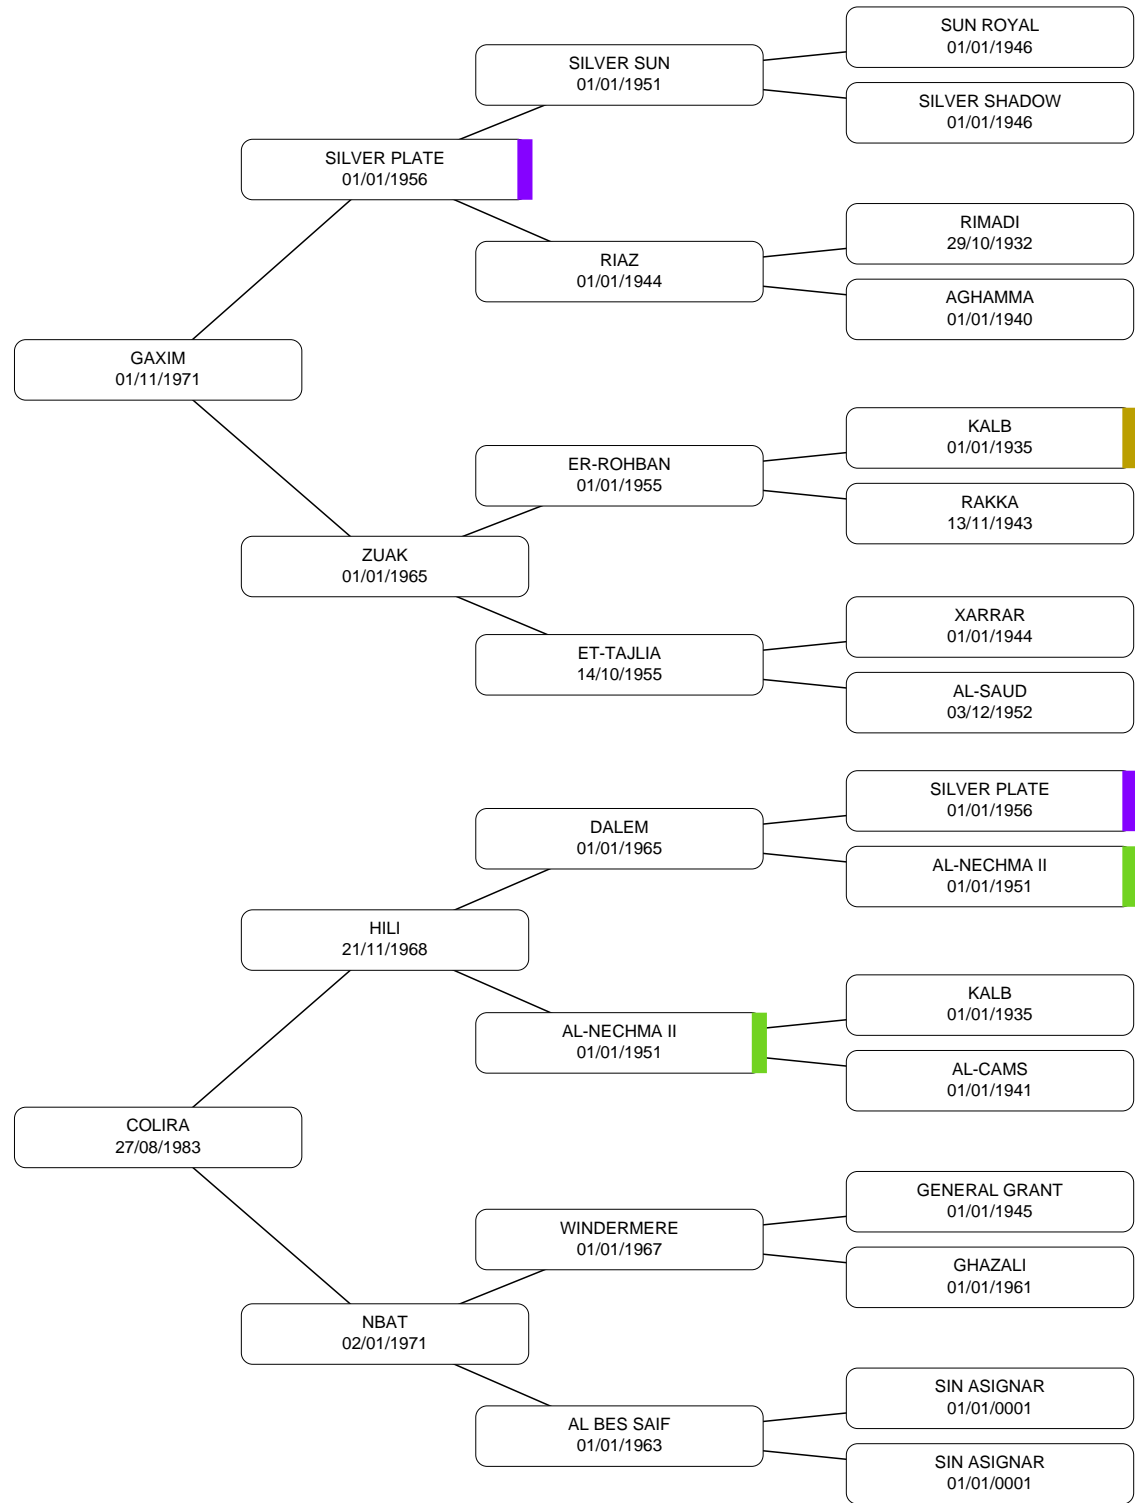 SUN ROYAL
01/01/1946
SILVER SUN
01/01/1951
SILVER SHADOW
01/01/1946
SILVER PLATE
01/01/1956
RIMADI
29/10/1932
RIAZ
01/01/1944
AGHAMMA
01/01/1940
GAXIM
01/11/1971
KALB
01/01/1935
ER-ROHBAN
01/01/1955
RAKKA
13/11/1943
ZUAK
01/01/1965
XARRAR
01/01/1944
ET-TAJLIA
14/10/1955
AL-SAUD
03/12/1952
SILVER PLATE
01/01/1956
DALEM
01/01/1965
AL-NECHMA II
01/01/1951
HILI
21/11/1968
KALB
01/01/1935
AL-NECHMA II
01/01/1951
AL-CAMS
01/01/1941
COLIRA
27/08/1983
GENERAL GRANT
01/01/1945
WINDERMERE
01/01/1967
GHAZALI
01/01/1961
NBAT
02/01/1971
SIN ASIGNAR
01/01/0001
AL BES SAIF
01/01/1963
SIN ASIGNAR
01/01/0001